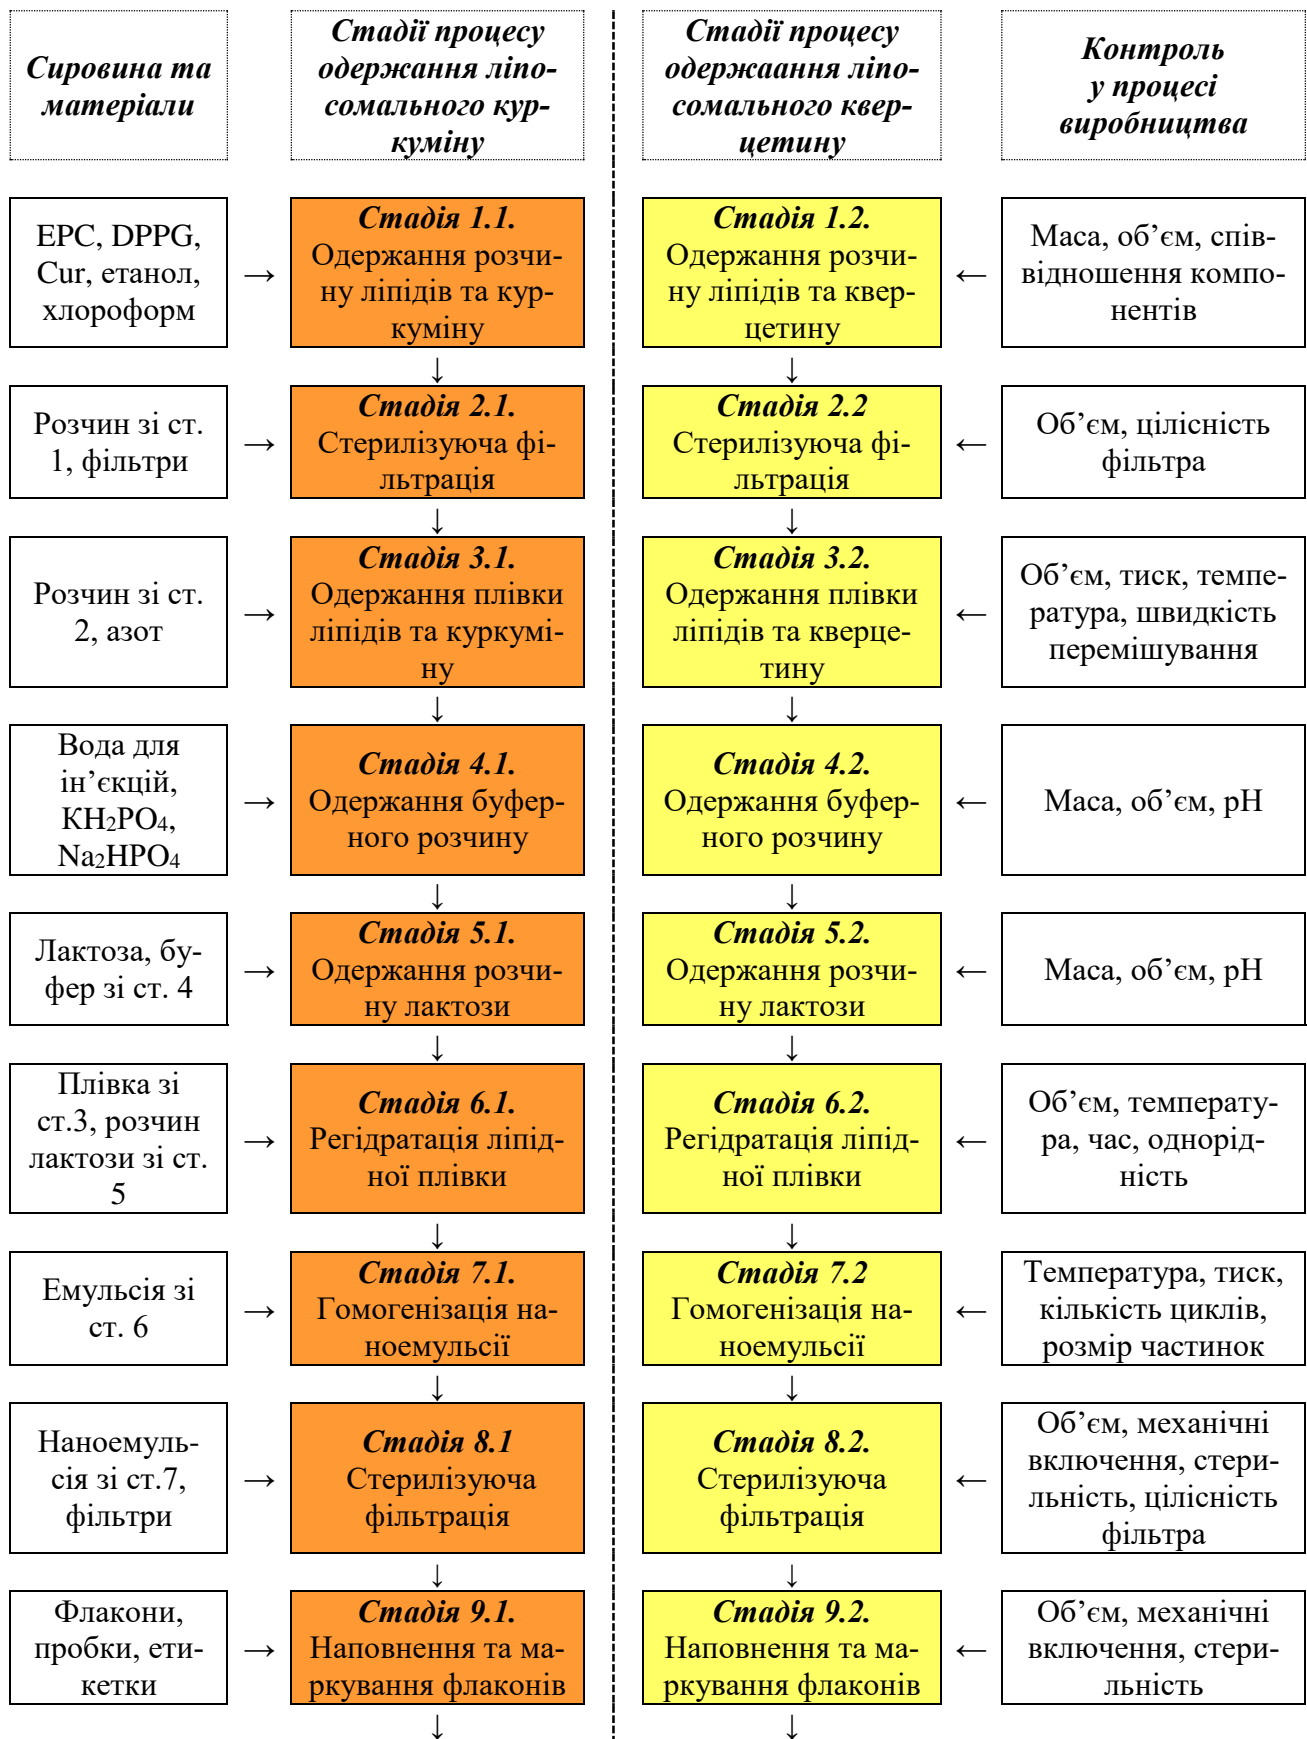 Сировина та
матеріали
Стадії процесу
одержання ліпо-
сомального кур-
куміну
Стадії процесу
одержаання ліпо-
сомального квер-
цетину
Контроль
у процесі
виробництва
EPC, DPPG,
Cur, етанол,
хлороформ
→
Стадія 1.1.
Одержання розчи-
ну ліпідів та кур-
куміну
Стадія 1.2.
Одержання розчи-
ну ліпідів та квер-
цетину
←
Маса, об’єм, спів-
відношення компо-
нентів
↓
↓
Розчин зі ст.
1, фільтри
→
Стадія 2.1.
Стерилізуюча фі-
льтрація
Стадія 2.2
Стерилізуюча фі-
льтрація
←
Об’єм, цілісність
фільтра
↓
↓
Розчин зі ст.
2, азот
→
Стадія 3.1.
Одержання плівки
ліпідів та куркумі-
ну
Стадія 3.2.
Одержання плівки
ліпідів та кверце-
тину
←
Об’єм, тиск, темпе-
ратура, швидкість
перемішування
↓
↓
Вода для
ін’єкцій,
KH₂PO₄,
Na₂HPO₄
→
Стадія 4.1.
Одержання буфер-
ного розчину
Стадія 4.2.
Одержання буфер-
ного розчину
←
Маса, об’єм, pH
↓
↓
Лактоза, бу-
фер зі ст. 4
→
Стадія 5.1.
Одержання розчи-
ну лактози
Стадія 5.2.
Одержання розчи-
ну лактози
←
Маса, об’єм, pH
↓
↓
Плівка зі
ст.3, розчин
лактози зі ст.
5
→
Стадія 6.1.
Регідратація ліпід-
ної плівки
Стадія 6.2.
Регідратація ліпід-
ної плівки
←
Об’єм, температу-
ра, час, однорід-
ність
↓
↓
Емульсія зі
ст. 6
→
Стадія 7.1.
Гомогенізація на-
ноемульсії
Стадія 7.2
Гомогенізація на-
ноемульсії
←
Температура, тиск,
кількість циклів,
розмір частинок
↓
↓
Наноемуль-
сія зі ст.7,
фільтри
→
Стадія 8.1
Стерилізуюча
фільтрація
Стадія 8.2.
Стерилізуюча
фільтрація
←
Об’єм, механічні
включення, стери-
льність, цілісність
фільтра
↓
↓
Флакони,
пробки, ети-
кетки
→
Стадія 9.1.
Наповнення та ма-
ркування флаконів
Стадія 9.2.
Наповнення та ма-
ркування флаконів
←
Об’єм, механічні
включення, стери-
льність
↓
↓